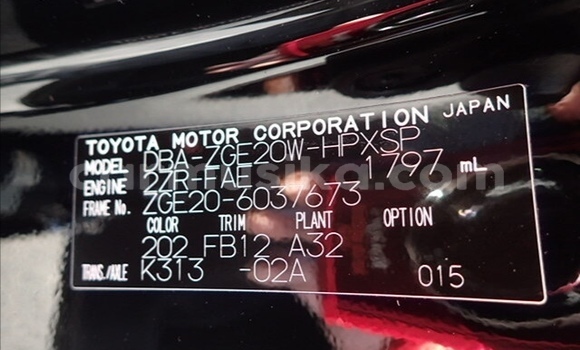 TOYOTA MOTOR CORPORATION JAPAN
MODEL DBA-ZGE20W-HPXSP
ENGINE 2ZR-FAE 1797 mL
FRAME No. ZGE20-6037673
COLOR TRIM PLANT OPTION
202 FB12 A32
TRANS./AXLE K313 -02A 015